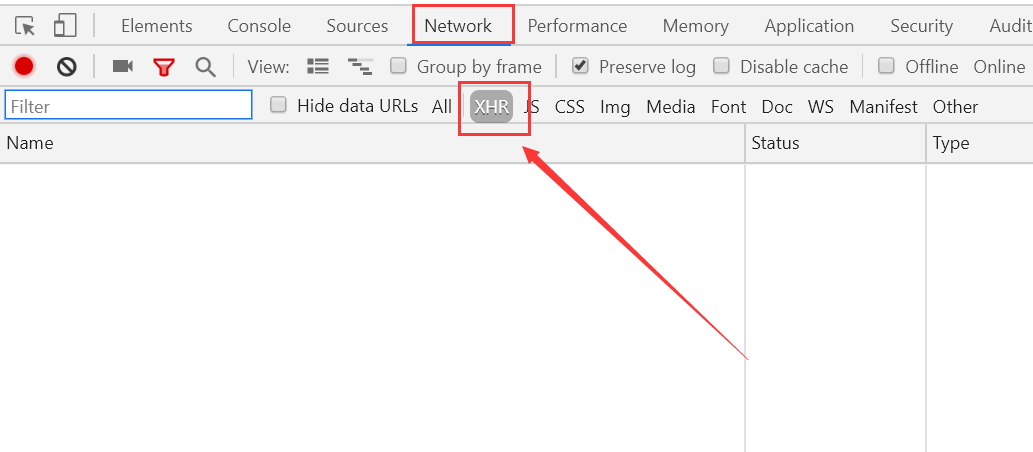 Elements Console Sources Network Performance Memory Application Security Audit
View: Group by frame Preserve log Disable cache Offline Online
Filter Hide data URLs All XHR JS CSS Img Media Font Doc WS Manifest Other
Name Status Type